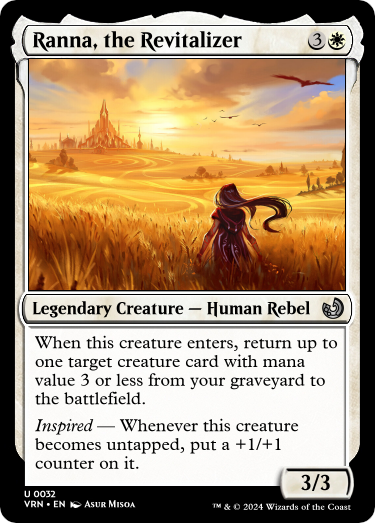 Ranna, the Revitalizer 3
Legendary Creature — Human Rebel
When this creature enters, return up to
one target creature card with mana
value 3 or less from your graveyard to
the battlefield.
Inspired — Whenever this creature
becomes untapped, put a +1/+1
counter on it.
3/3
U 0032
VRN • EN Asur Misoa
™ & © 2024 Wizards of the Coast